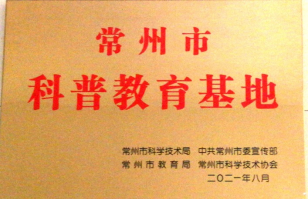 常州市
科普教育基地
常州市科学技术局 中共常州市委宣传部
常州市教育局 常州市科学技术协会
二〇二一年八月